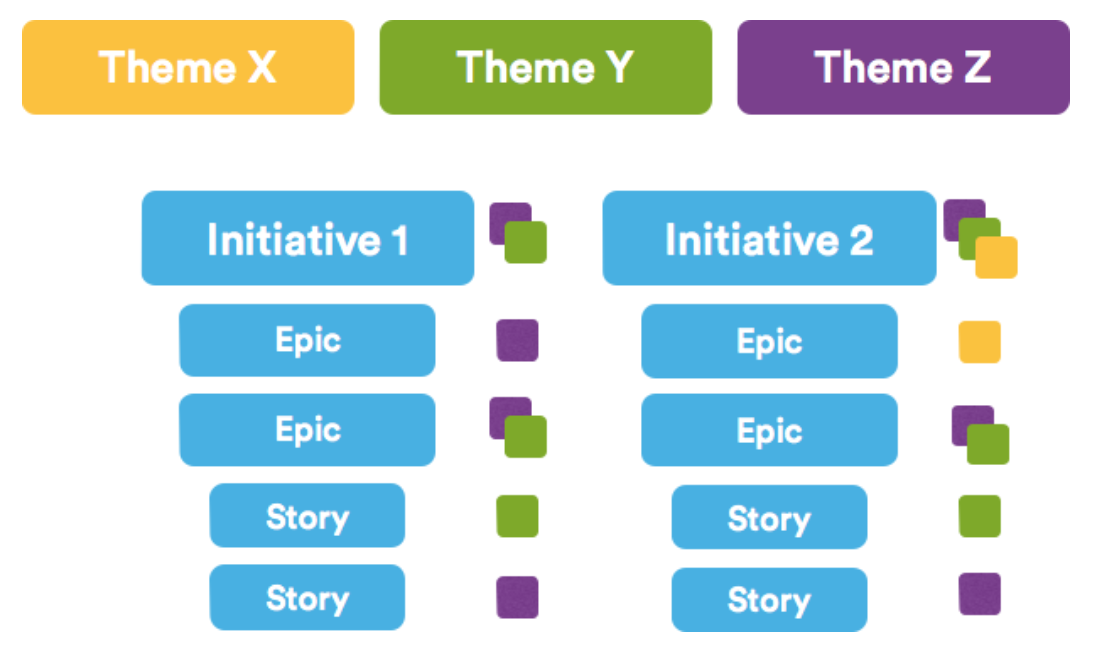 Theme X
Theme Y
Theme Z
Initiative 1
Epic
Epic
Story
Story
Initiative 2
Epic
Epic
Story
Story